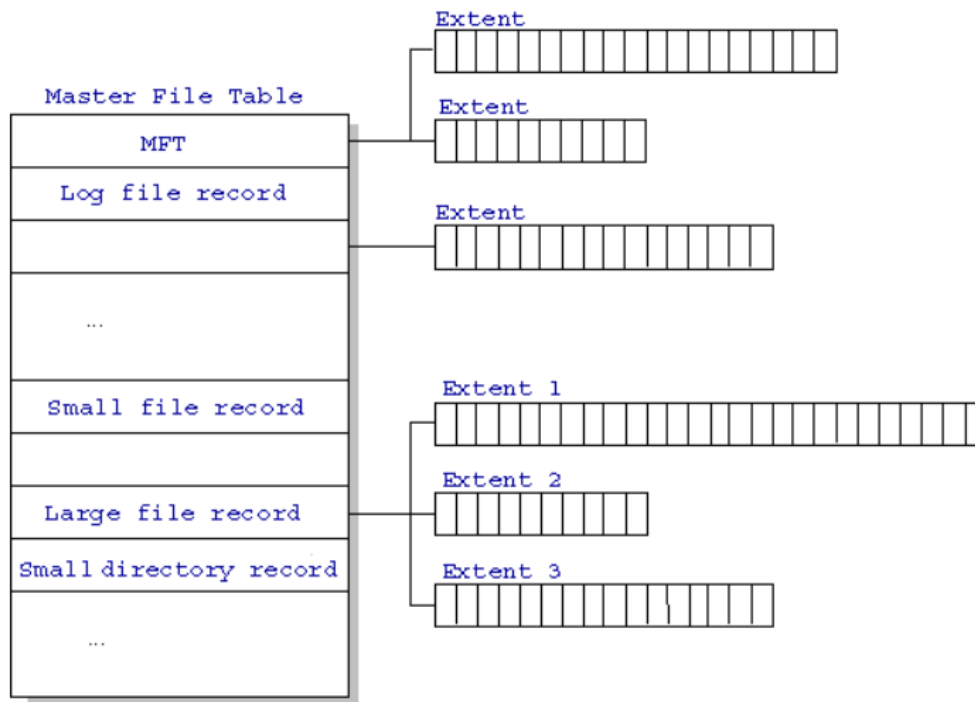 Extent
Master File Table
Extent
MFT
Log file record
Extent
...
Extent 1
Small file record
Extent 2
Large file record
Small directory record
Extent 3
...